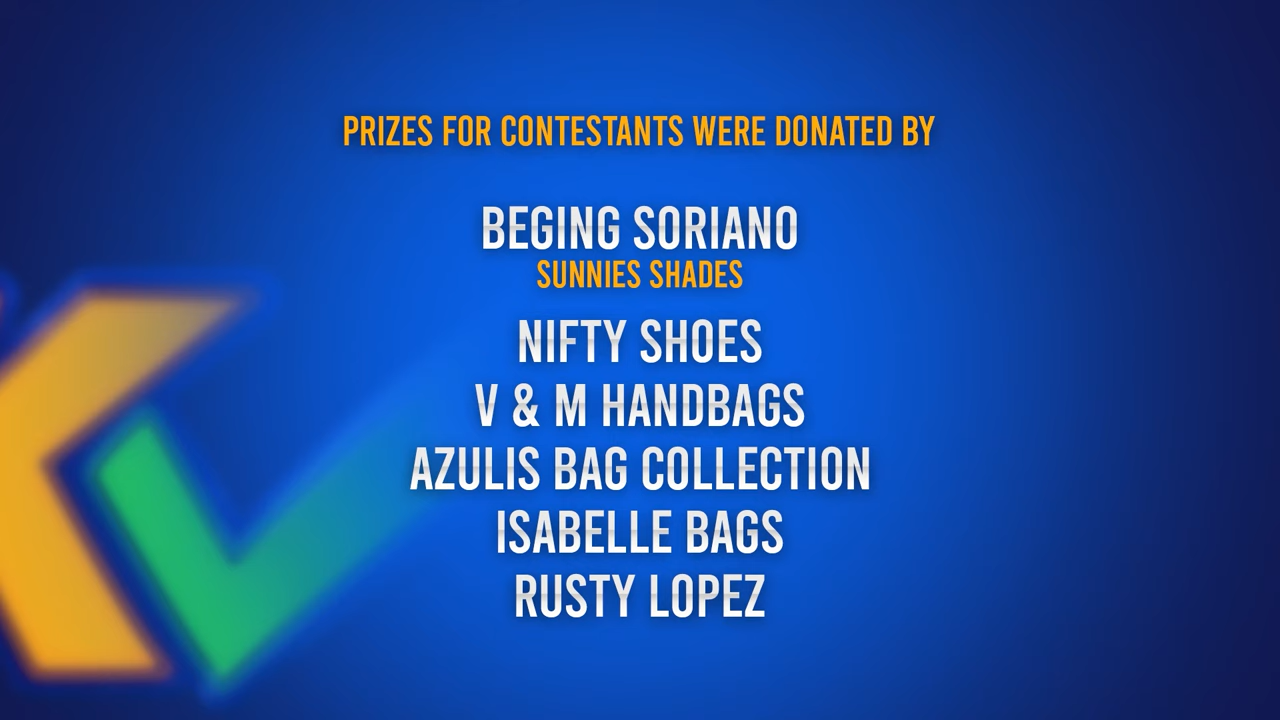 PRIZES FOR CONTESTANTS WERE DONATED BY
BEGING SORIANO
SUNNIES SHADES
NIFTY SHOES
V & M HANDBAGS
AZULIS BAG COLLECTION
ISABELLE BAGS
RUSTY LOPEZ